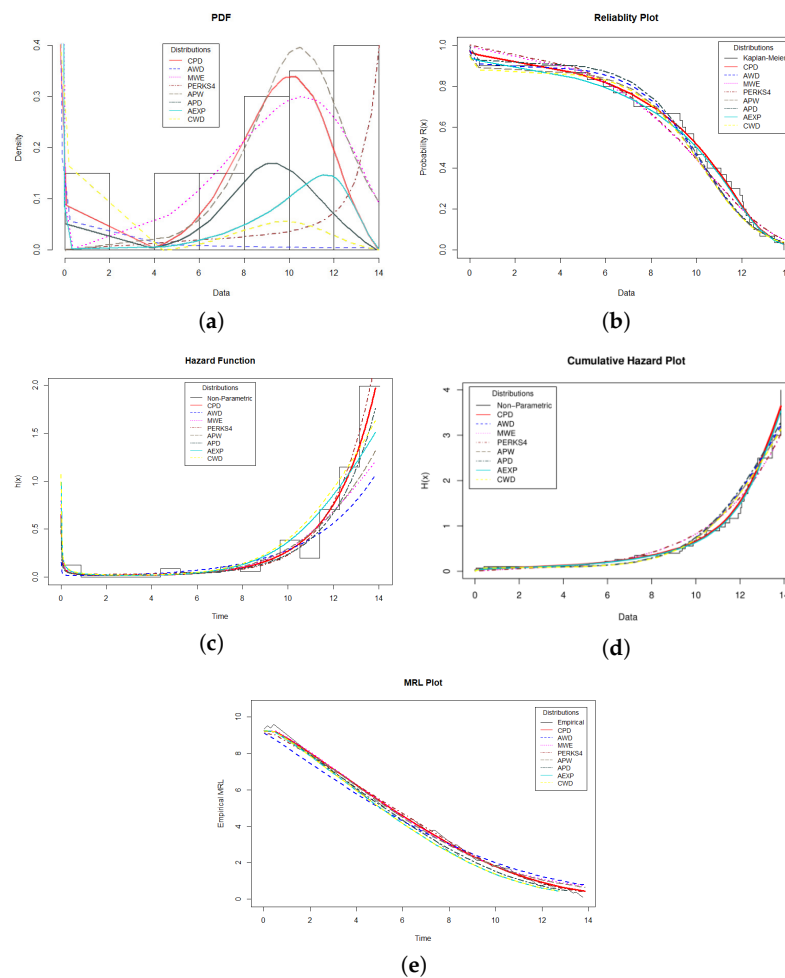 PDF
Density
0.4
0.3
0.2
0.1
0.0
Distributions
CPD
AWD
MWE
PERKS4
APW
APD
AEXP
CWD
0 2 4 6 8 10 12 14
Data
(a)
Reliablity Plot
Probability R(x)
1.0
0.8
0.6
0.4
0.2
0.0
Distributions
Kaplan-Meier
CPD
AWD
MWE
PERKS4
APW
APD
AEXP
CWD
0 2 4 6 8 10 12
Data
(b)
Hazard Function
h(x)
2.0
1.5
1.0
0.5
0.0
Distributions
Non-Parametric
CPD
AWD
MWE
PERKS4
APW
APD
AEXP
CWD
0 2 4 6 8 10 12 14
Time
(c)
Cumulative Hazard Plot
H(x)
4
3
2
1
0
Distributions
Non-Parametric
CPD
AWD
MWE
PERKS4
APW
APD
AEXP
CWD
0 2 4 6 8 10 12 14
Data
(d)
MRL Plot
Empirical MRL
10
8
6
4
2
0
Distributions
Empirical
CPD
AWD
MWE
PERKS4
APW
APD
AEXP
CWD
0 2 4 6 8 10 12 14
Time
(e)